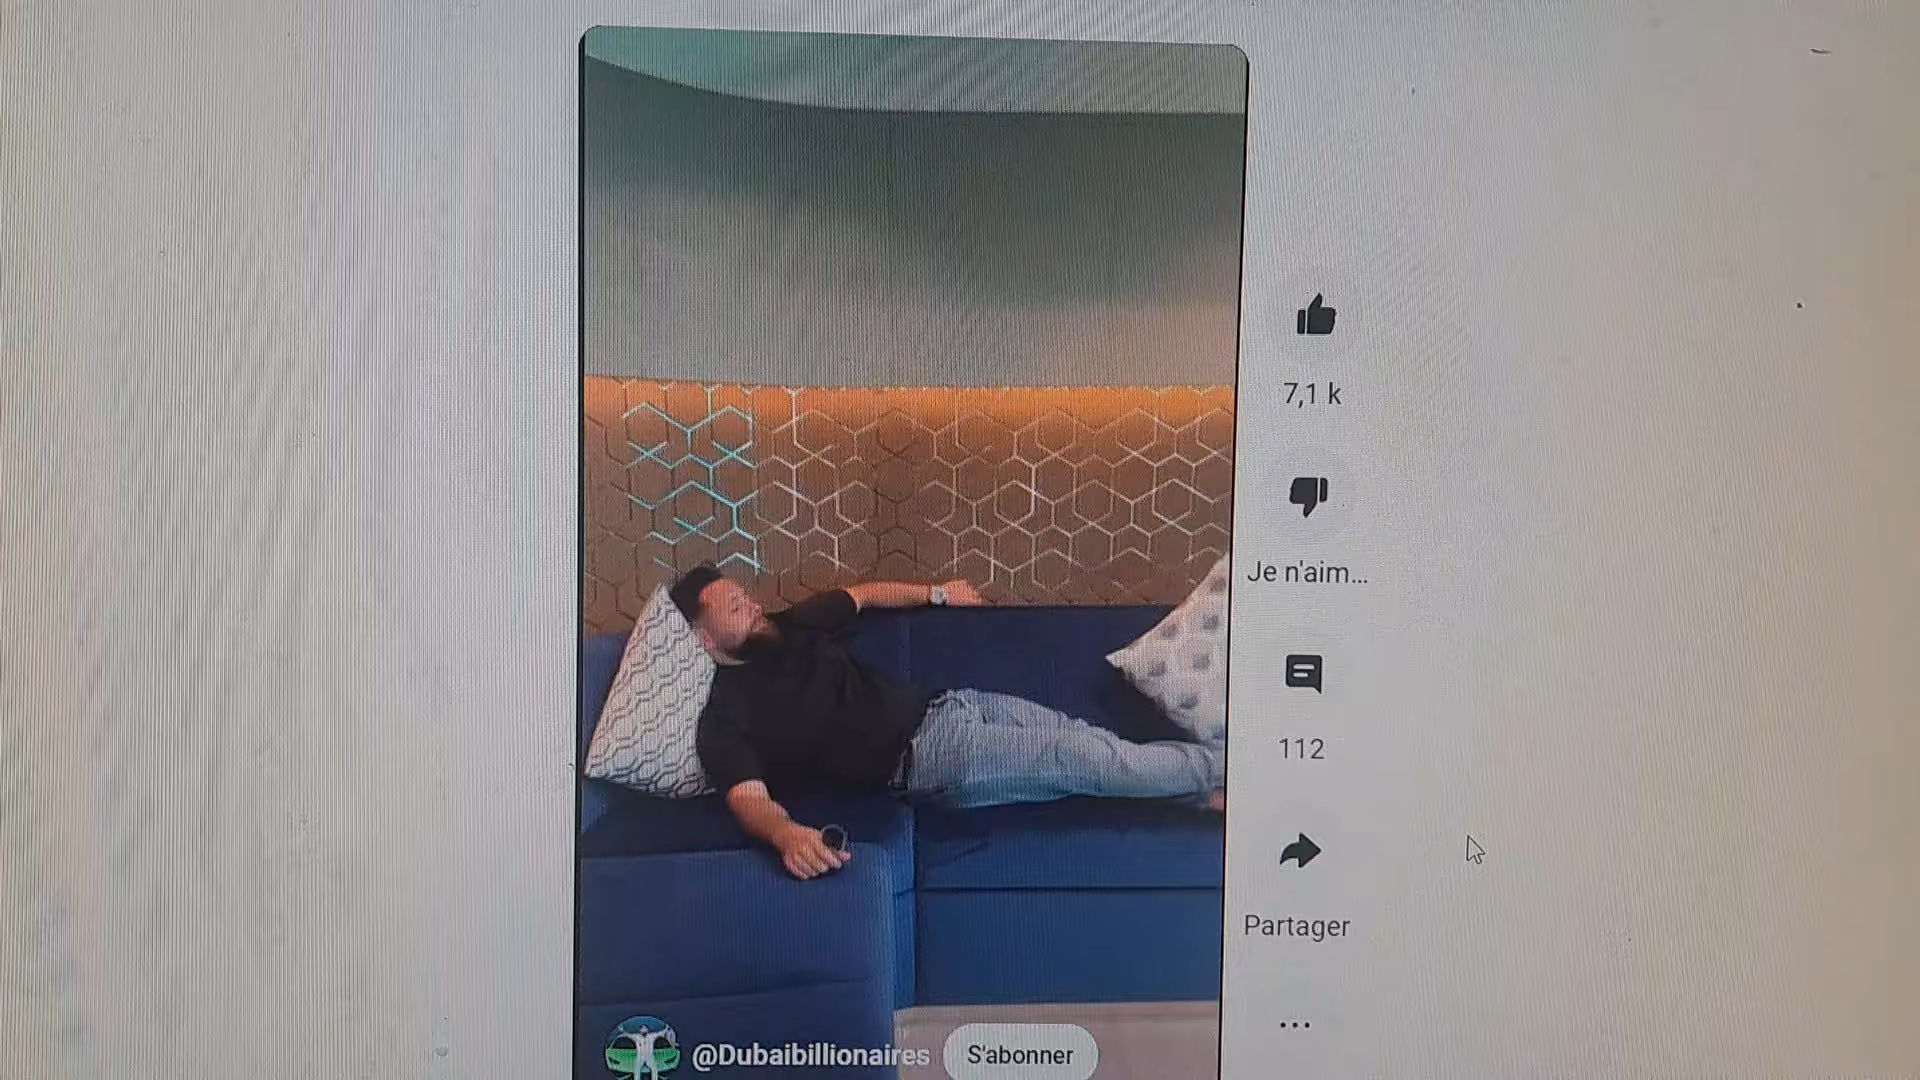 7,1 k
Je n'aim...
112
Partager
@Dubaibillionaires
S'abonner